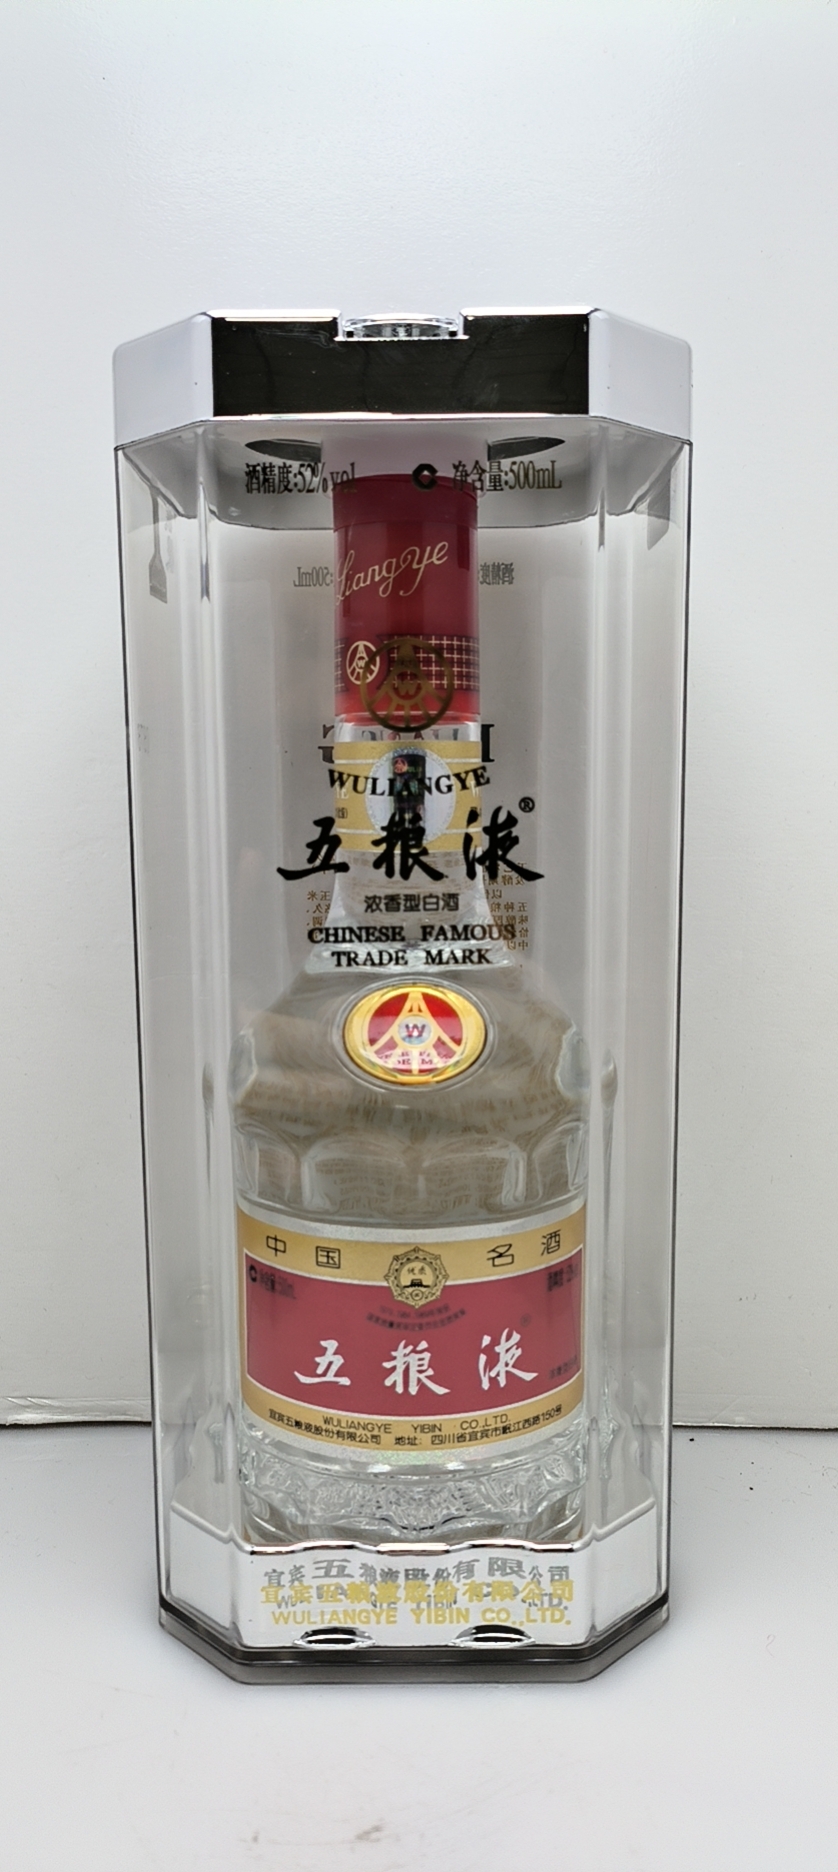 酒精度:52%vol C 净含量:500mL
LiangYe
WULIANGYE
五粮液®
浓香型白酒
CHINESE FAMOUS
TRADE MARK
W
中国名酒
五粮液
WULIANGYE YIBIN CO.,LTD.
宜宾五粮液股份有限公司 地址: 四川省宜宾市岷江西路150号
宜宾五粮液股份有限公司
WULIANGYE YIBIN CO.,LTD.